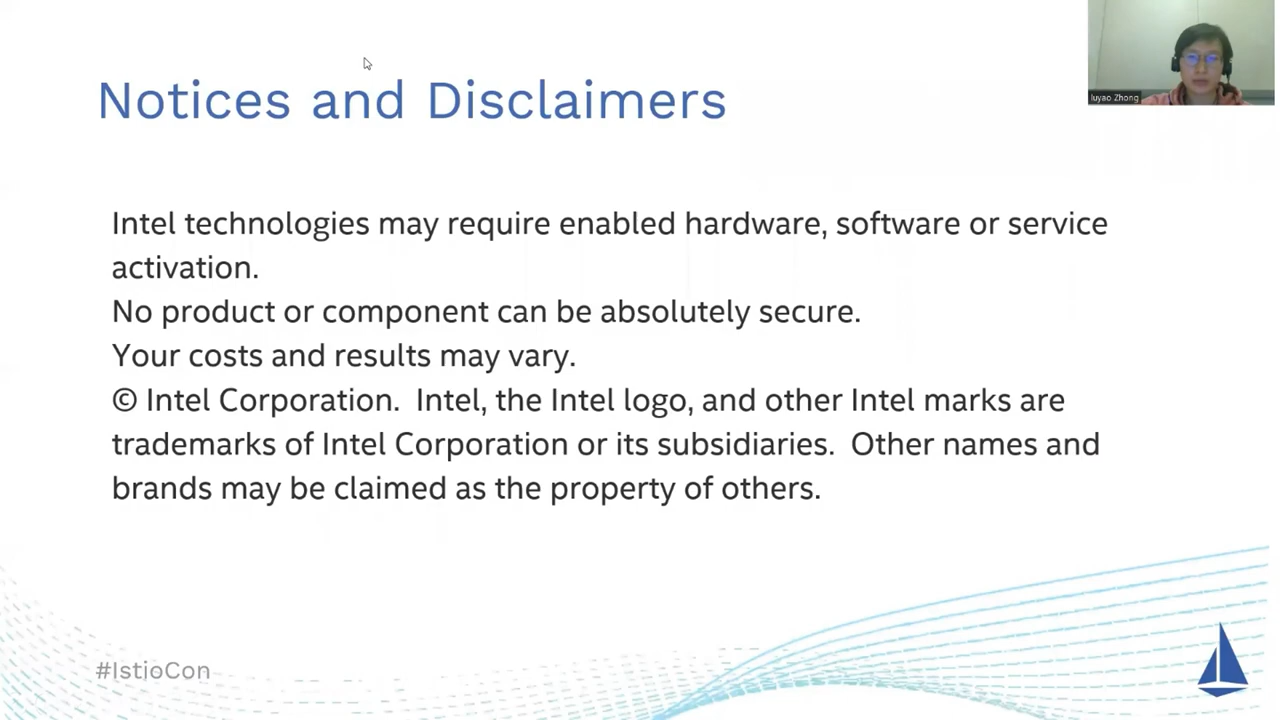 Notices and Disclaimers
luyao Zhong
Intel technologies may require enabled hardware, software or service
activation.
No product or component can be absolutely secure.
Your costs and results may vary.
© Intel Corporation.  Intel, the Intel logo, and other Intel marks are
trademarks of Intel Corporation or its subsidiaries.  Other names and
brands may be claimed as the property of others.
#IstioCon